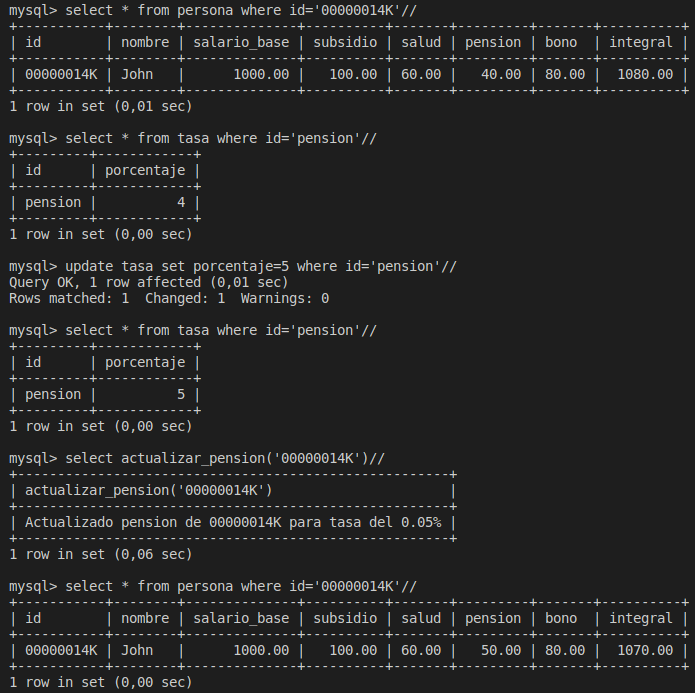 mysql> select * from persona where id='00000014K'//
+-----------+--------+--------------+----------+-------+---------+-------+----------+
| id        | nombre | salario_base | subsidio | salud | pension | bono  | integral |
+-----------+--------+--------------+----------+-------+---------+-------+----------+
| 00000014K | John   |      1000.00 |   100.00 | 60.00 |   40.00 | 80.00 |  1080.00 |
+-----------+--------+--------------+----------+-------+---------+-------+----------+
1 row in set (0,01 sec)
mysql> select * from tasa where id='pension'//
+---------+------------+
| id      | porcentaje |
+---------+------------+
| pension |          4 |
+---------+------------+
1 row in set (0,00 sec)
mysql> update tasa set porcentaje=5 where id='pension'//
Query OK, 1 row affected (0,01 sec)
Rows matched: 1  Changed: 1  Warnings: 0
mysql> select * from tasa where id='pension'//
+---------+------------+
| id      | porcentaje |
+---------+------------+
| pension |          5 |
+---------+------------+
1 row in set (0,00 sec)
mysql> select actualizar_pension('00000014K')//
+-----------------------------------------------------+
| actualizar_pension('00000014K')                      |
+-----------------------------------------------------+
| Actualizado pension de 00000014K para tasa del 0.05% |
+-----------------------------------------------------+
1 row in set (0,06 sec)
mysql> select * from persona where id='00000014K'//
+-----------+--------+--------------+----------+-------+---------+-------+----------+
| id        | nombre | salario_base | subsidio | salud | pension | bono  | integral |
+-----------+--------+--------------+----------+-------+---------+-------+----------+
| 00000014K | John   |      1000.00 |   100.00 | 60.00 |   50.00 | 80.00 |  1070.00 |
+-----------+--------+--------------+----------+-------+---------+-------+----------+
1 row in set (0,00 sec)